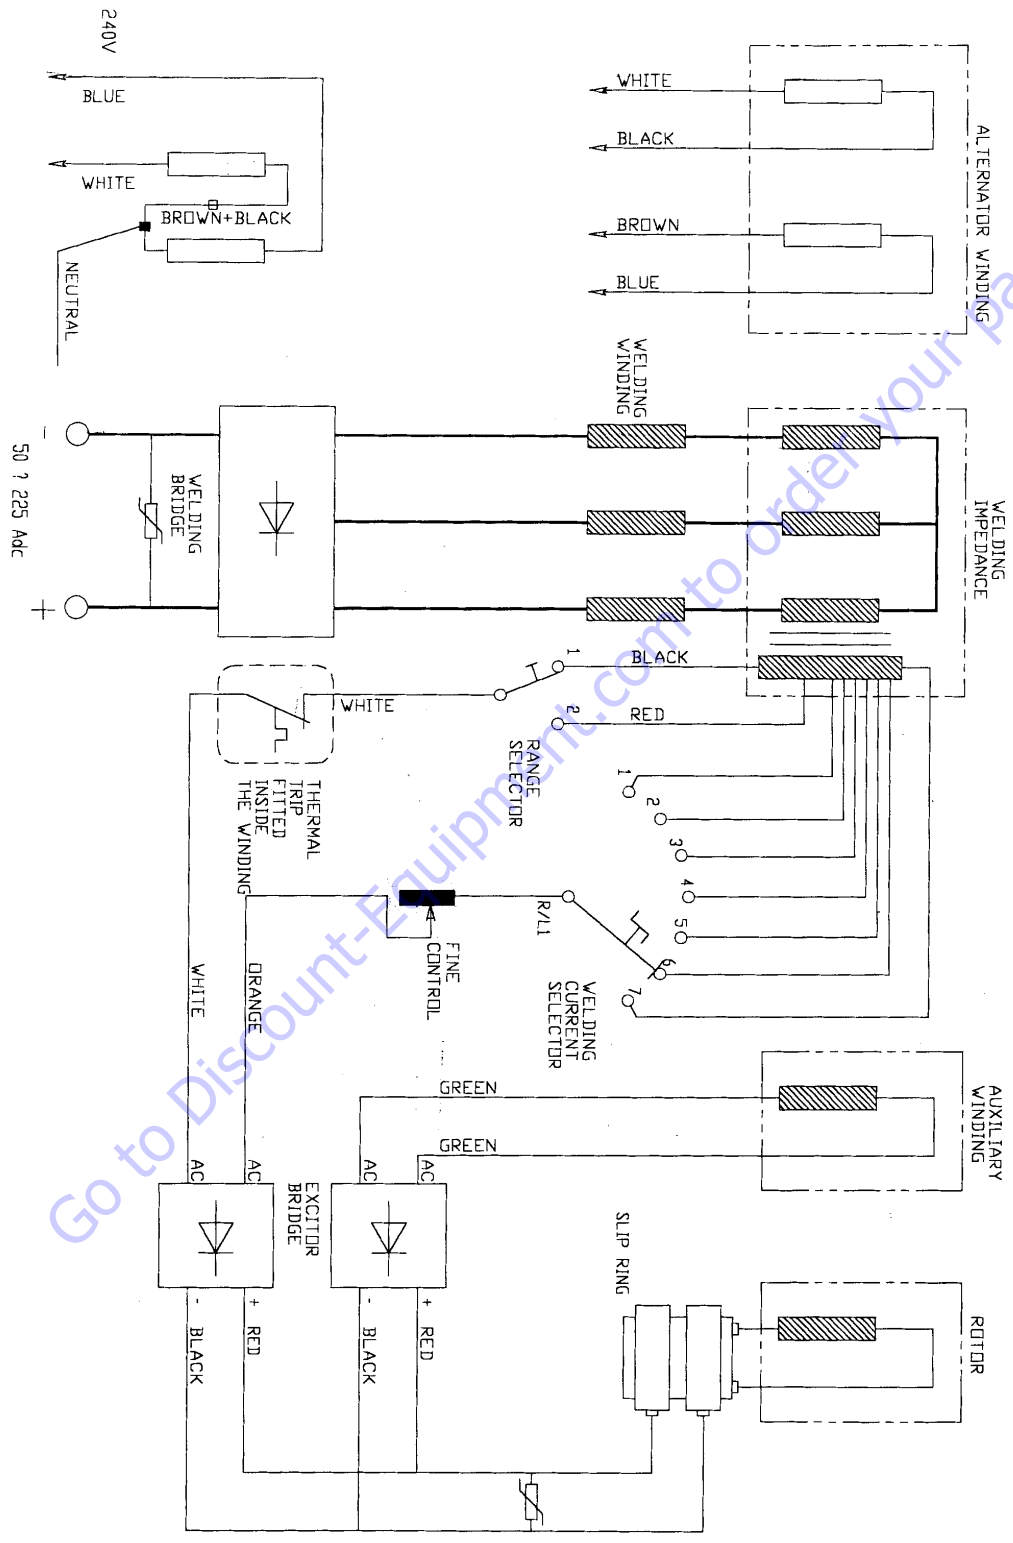 240V
BLUE
WHITE
BROWN+BLACK
NEUTRAL
WHITE
BLACK
BROWN
BLUE
ALTERNATOR WINDING
WELDING
WINDING
WELDING
IMPEDANCE
-
50 ? 225 Adc
+
WELDING
BRIDGE
BLACK
RED
1
2
RANGE
SELECTOR
WHITE
THERMAL
TRIP
FITTED
INSIDE
THE WINDING
1
2
3
4
5
6
7
R/L1
FINE
CONTROL
WELDING
CURRENT
SELECTOR
WHITE
ORANGE
GREEN
GREEN
AUXILIARY
WINDING
AC
AC
AC
AC
EXCITOR
BRIDGE
SLIP RING
ROTOR
-
BLACK
+
RED
-
BLACK
+
RED
Go to Discount-Equipment.com to order your pa